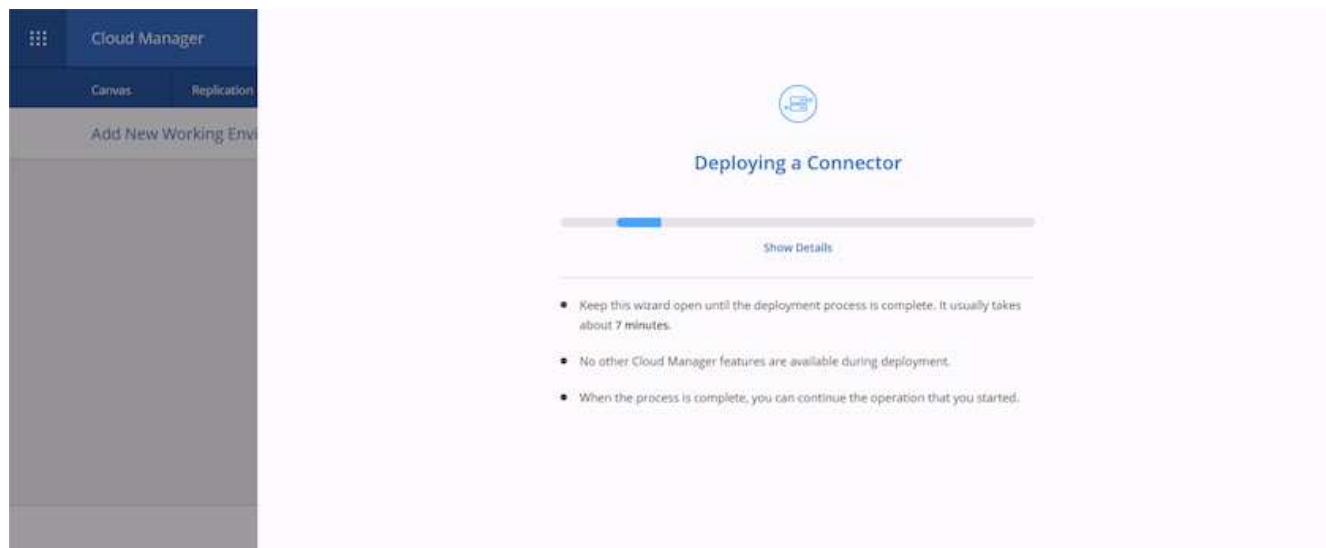 Cloud Manager
Canvas
Replication
Add New Working Envi
Deploying a Connector
Show Details
Keep this wizard open until the deployment process is complete. It usually takes
about 7 minutes.
No other Cloud Manager features are available during deployment.
When the process is complete, you can continue the operation that you started.